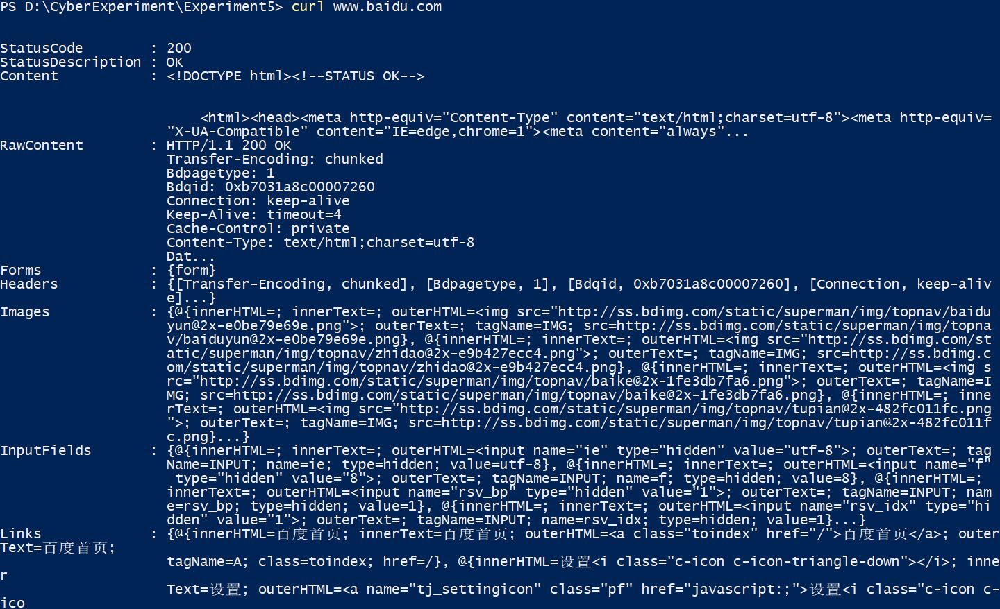 PS D:\CyberExperiment\Experiment5> curl www.baidu.com
StatusCode        : 200
StatusDescription : OK
Content           : <!DOCTYPE html><!--STATUS OK-->
<html><head><meta http-equiv="Content-Type" content="text/html;charset=utf-8"><meta http-equiv=
"X-UA-Compatible" content="IE=edge,chrome=1"><meta content="always"...
RawContent        : HTTP/1.1 200 OK
Transfer-Encoding: chunked
Bdpagetype: 1
Bdqid: 0xb7031a8c00007260
Connection: keep-alive
Keep-Alive: timeout=4
Cache-Control: private
Content-Type: text/html;charset=utf-8
Dat...
Forms             : {form}
Headers           : {[Transfer-Encoding, chunked], [Bdpagetype, 1], [Bdqid, 0xb7031a8c00007260], [Connection, keep-aliv
e]...}
Images            : {@{innerHTML=; innerText=; outerHTML=<img src="http://ss.bdimg.com/static/superman/img/topnav/baidu
yun@2x-e0be79e69e.png">; outerText=; tagName=IMG; src=http://ss.bdimg.com/static/superman/img/topna
v/baiduyun@2x-e0be79e69e.png}, @{innerHTML=; innerText=; outerHTML=<img src="http://ss.bdimg.com/st
atic/superman/img/topnav/zhidao@2x-e9b427ecc4.png">; outerText=; tagName=IMG; src=http://ss.bdimg.c
om/static/superman/img/topnav/zhidao@2x-e9b427ecc4.png}, @{innerHTML=; innerText=; outerHTML=<img s
rc="http://ss.bdimg.com/static/superman/img/topnav/baike@2x-1fe3db7fa6.png">; outerText=; tagName=I
MG; src=http://ss.bdimg.com/static/superman/img/topnav/baike@2x-1fe3db7fa6.png}, @{innerHTML=; inne
rText=; outerHTML=<img src="http://ss.bdimg.com/static/superman/img/topnav/tupian@2x-482fc011fc.png
">; outerText=; tagName=IMG; src=http://ss.bdimg.com/static/superman/img/topnav/tupian@2x-482fc011f
c.png}...}
InputFields       : {@{innerHTML=; innerText=; outerHTML=<input name="ie" type="hidden" value="utf-8">; outerText=; tag
Name=INPUT; name=ie; type=hidden; value=utf-8}, @{innerHTML=; innerText=; outerHTML=<input name="f"
type="hidden" value="8">; outerText=; tagName=INPUT; name=f; type=hidden; value=8}, @{innerHTML=;
innerText=; outerHTML=<input name="rsv_bp" type="hidden" value="1">; outerText=; tagName=INPUT; nam
e=rsv_bp; type=hidden; value=1}, @{innerHTML=; innerText=; outerHTML=<input name="rsv_idx" type="hi
dden" value="1">; outerText=; tagName=INPUT; name=rsv_idx; type=hidden; value=1}...}
Links             : {@{innerHTML=百度首页; innerText=百度首页; outerHTML=<a class="toindex" href="/">百度首页</a>; outer
Text=百度首页;
tagName=A; class=toindex; href=/}, @{innerHTML=设置<i class="c-icon c-icon-triangle-down"></i>; inne
r
Text=设置; outerHTML=<a name="tj_settingicon" class="pf" href="javascript:;">设置<i class="c-icon c-
ico